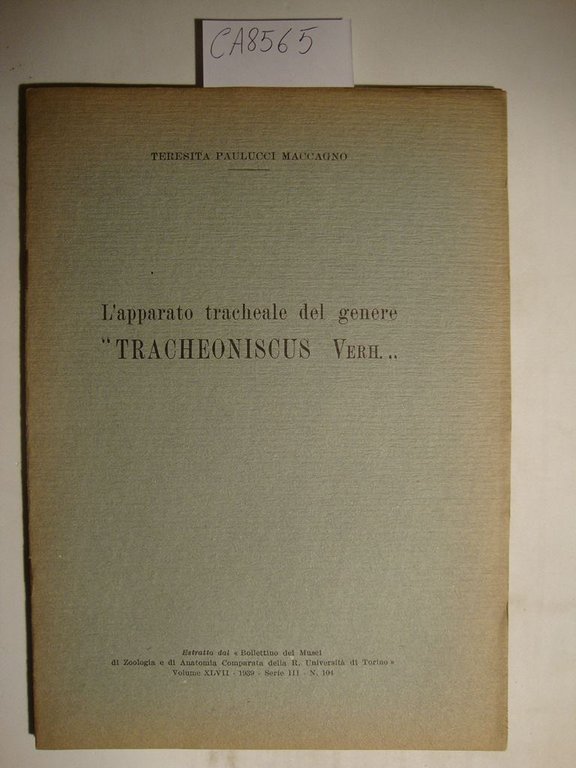 CA8565
TERESITA PAULUCCI MACCAGNO
L'apparato tracheale del genere
“TRACHEONISCUS VERH. „
Estratto dal « Bollettino dei Musei
di Zoologia e di Anatomia Comparata della R. Università di Torino »
Volume XLVII - 1939 - Serie III - N. 104